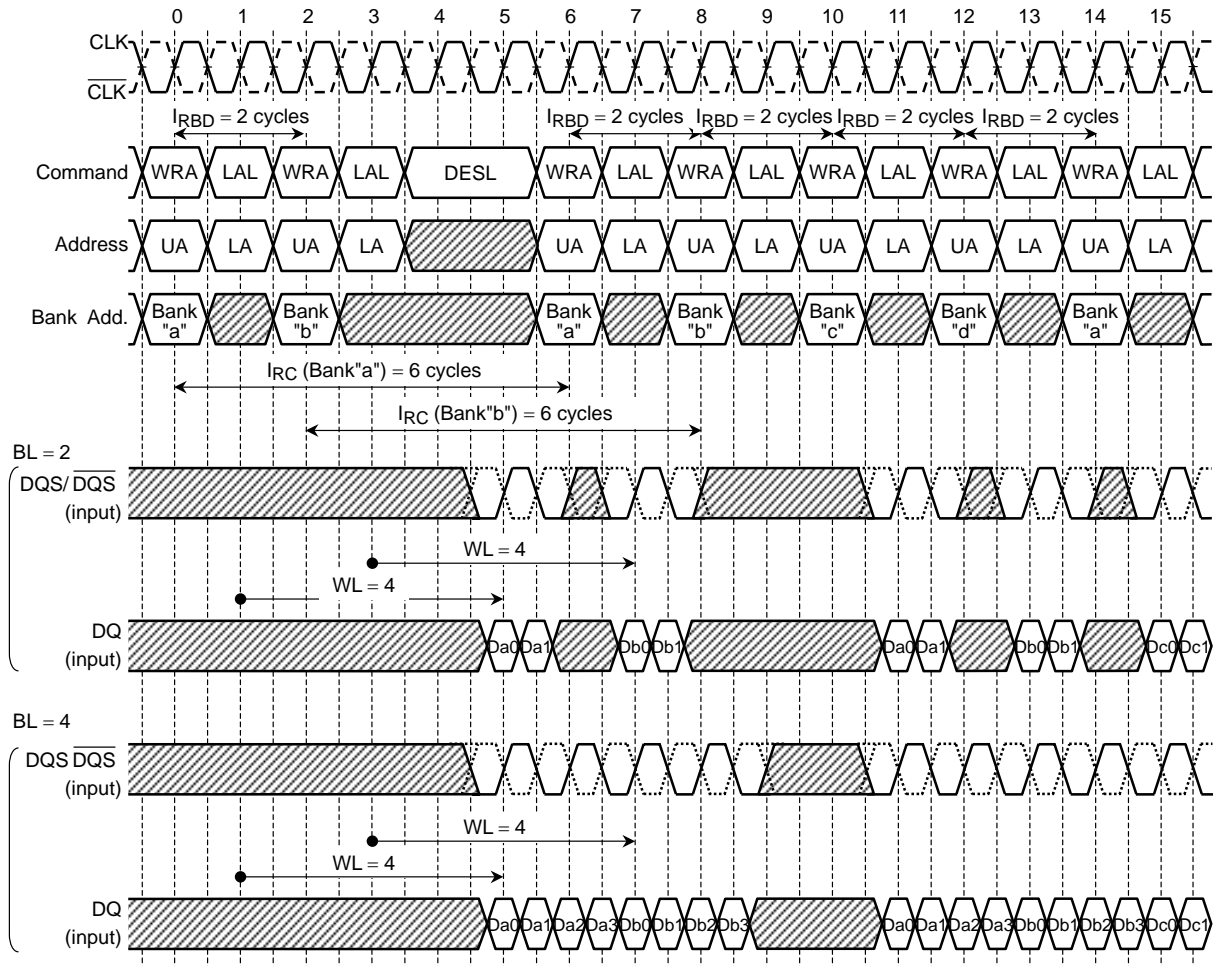 0 1 2 3 4 5 6 7 8 9 10 11 12 13 14 15
CLK
CLK
IRBD = 2 cycles IRBD = 2 cycles IRBD = 2 cycles IRBD = 2 cycles IRBD = 2 cycles
Command WRA LAL WRA LAL DESL WRA LAL WRA LAL WRA LAL WRA LAL WRA LAL
Address UA LA UA LA UA LA UA LA UA LA UA LA UA LA
Bank Add. Bank "a" Bank "b" Bank "a" Bank "b" Bank "c" Bank "d" Bank "a"
IRC (Bank"a") = 6 cycles
IRC (Bank"b") = 6 cycles
BL = 2
DQS/ DQS
(input)
WL = 4
WL = 4
DQ
(input)
Da0 Da1 Db0 Db1 Da0 Da1 Db0 Db1 Dc0 Dc1
BL = 4
DQS DQS
(input)
WL = 4
WL = 4
DQ
(input)
Da0 Da1 Da2 Da3 Db0 Db1 Db2 Db3 Da0 Da1 Da2 Da3 Db0 Db1 Db2 Db3 Dc0 Dc1